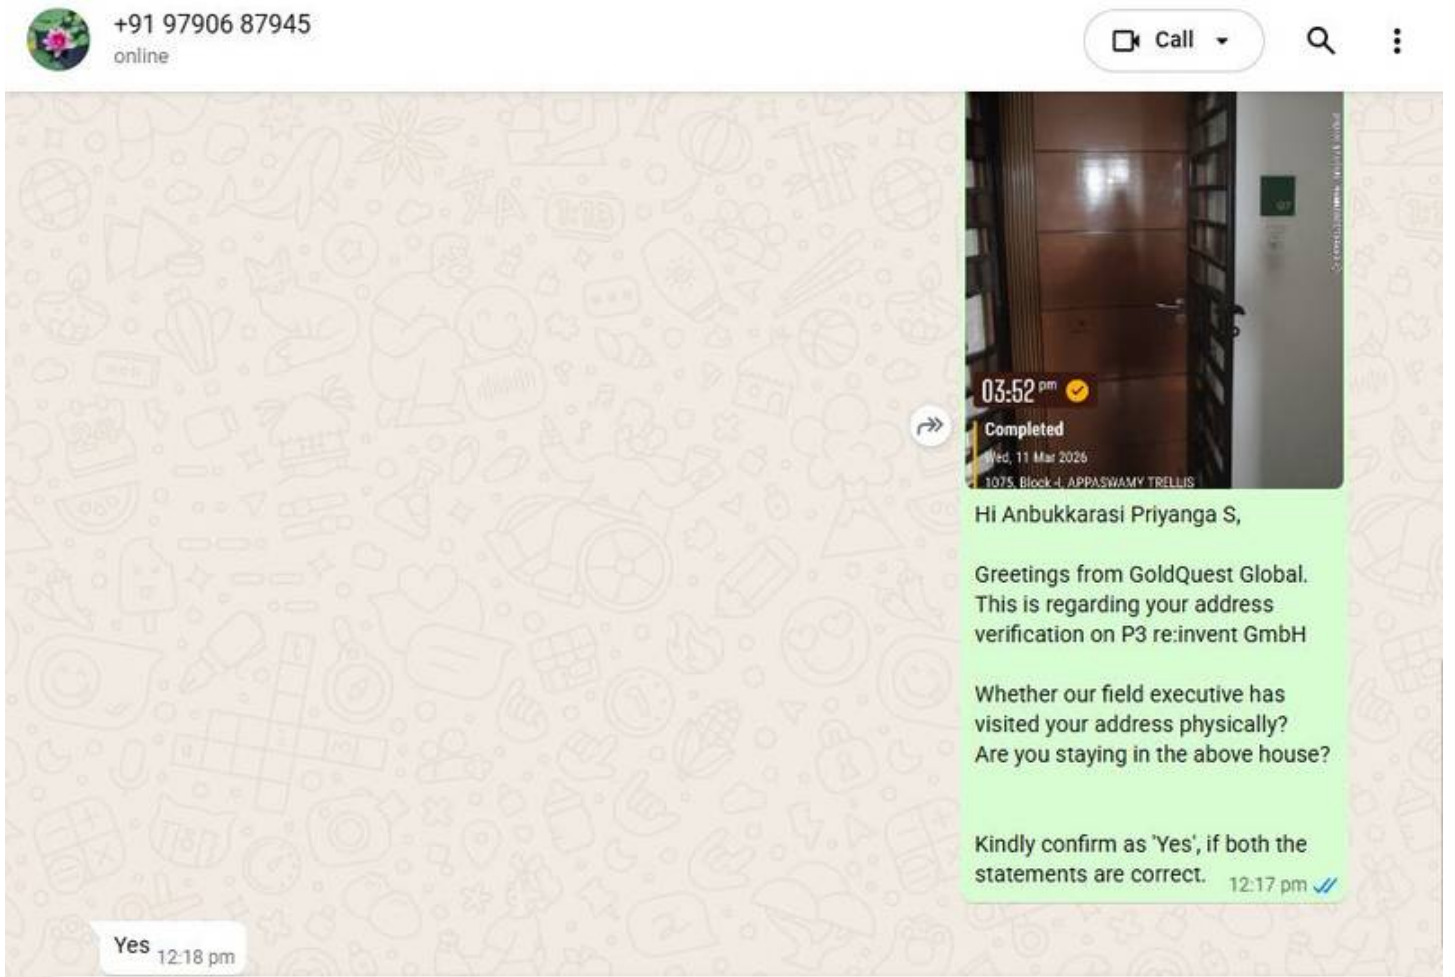 +91 97906 87945
online
Call
07
03:52 pm
Completed
Wed, 11 Mar 2026
1075, Block -I, APPASWAMY TRELLIS
Hi Anbukkarasi Priyanga S,
Greetings from GoldQuest Global.
This is regarding your address
verification on P3 re:invent GmbH
Whether our field executive has
visited your address physically?
Are you staying in the above house?
Kindly confirm as 'Yes', if both the
statements are correct.
12:17 pm
Yes
12:18 pm